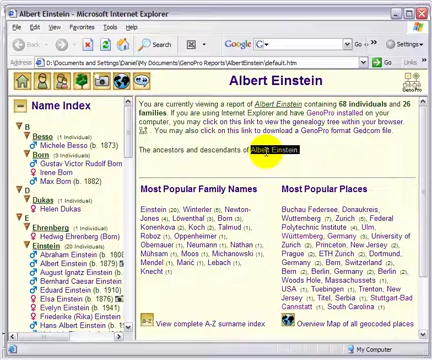 Albert Einstein - Microsoft Internet Explorer
File Edit View Favorites Tools Help
Back Search Google Go Settings
Address D:\Documents and Settings\Daniel\My Documents\GenoPro Reports\AlbertEinstein\default.htm Go
Albert Einstein
Name Index
B
Besso (1 Individual)
Michele Besso (b. 1873)
Born (3 Individual)
Gustav Victor Rudolf Born
Irene Born
Max Born (b. 1882)
D
Dukas (1 Individual)
Helen Dukas
E
Ehrenberg (1 Individual)
Hedwig Ehrenberg (Born)
Einstein (20 Individuals)
Abraham Einstein (b. 1808
Albert Einstein (b. 1879
August Ignatz Einstein (b
Bernhard Caesar Einstein
Eduard Einstein (b. 1910
Elsa Einstein (b. 1876)
Evelyn Einstein (b. 1941)
Friederike (Rika) Einstein
Hans Albert Einstein (b.
You are currently viewing a report of Albert Einstein containing 68 individuals and 26
families. If you are using Internet Explorer and have GenoPro installed on your
computer, you may click on this link to view the genealogy tree within your browser.
You may also click on this link to download a GenoPro format Gedcom file.
The ancestors and descendants of Albert Einstein.
Most Popular Family Names
Einstein (20), Winteler (5), Newton-
Jones (4), Löwenthal (3), Born (3),
Konenkova (2), Koch (2), Talmud (1),
Roboz (1), Oppenheimer (1),
Obernauer (1), Neumann (1), Nathan (1),
Mühsam (1), Moos (1), Michanowski (1),
Mendel (1), Marić (1), Lebach (1),
Knecht (1)
View complete A-Z surname index
Most Popular Places
Buchau Federsee, Donaukreis,
Wuttemberg (7), Zurich (5), Federal
Polytechnic Institute (4), Ulm,
Wuttemberg, Germany (3), University of
Zurich (3), Princeton, New Jersey (2),
Prague (2), ETH Zurich (2), Dortmund,
Germany (2), Bern, Switzerland (2),
Bern (2), Berlin, Germany (2), Berlin (2),
Woods Hole, Massachussets (1),
USA (1), Tuebingen (1), Trenton, New
Jersey (1), Titel, Serbia (1), Stuttgart-Bad
Cannstatt (1), South Carolina (1)
Overview Map of all geocoded places
My Computer